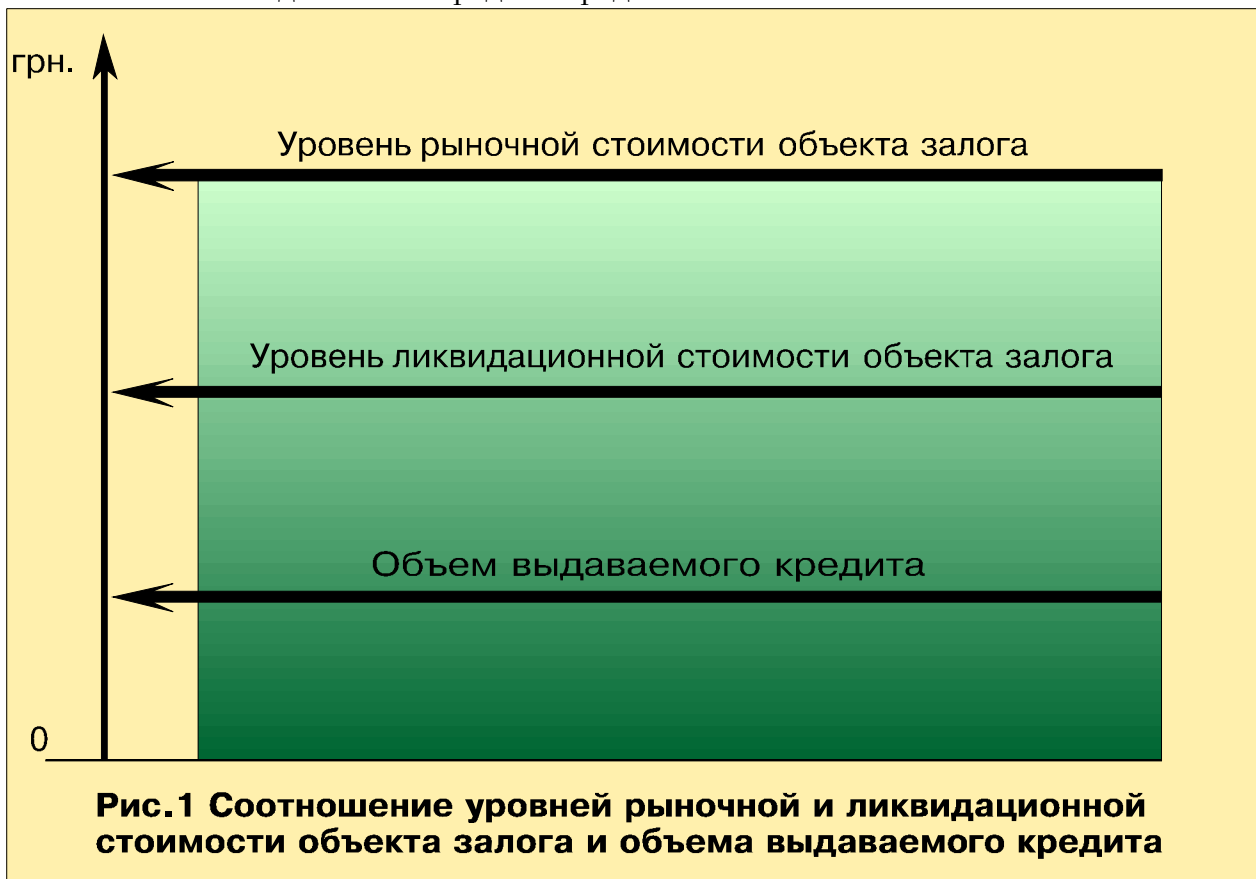 грн.
Уровень рыночной стоимости объекта залога
Уровень ликвидационной стоимости объекта залога
Объем выдаваемого кредита
0
Рис.1 Соотношение уровней рыночной и ликвидационной
стоимости объекта залога и объема выдаваемого кредита